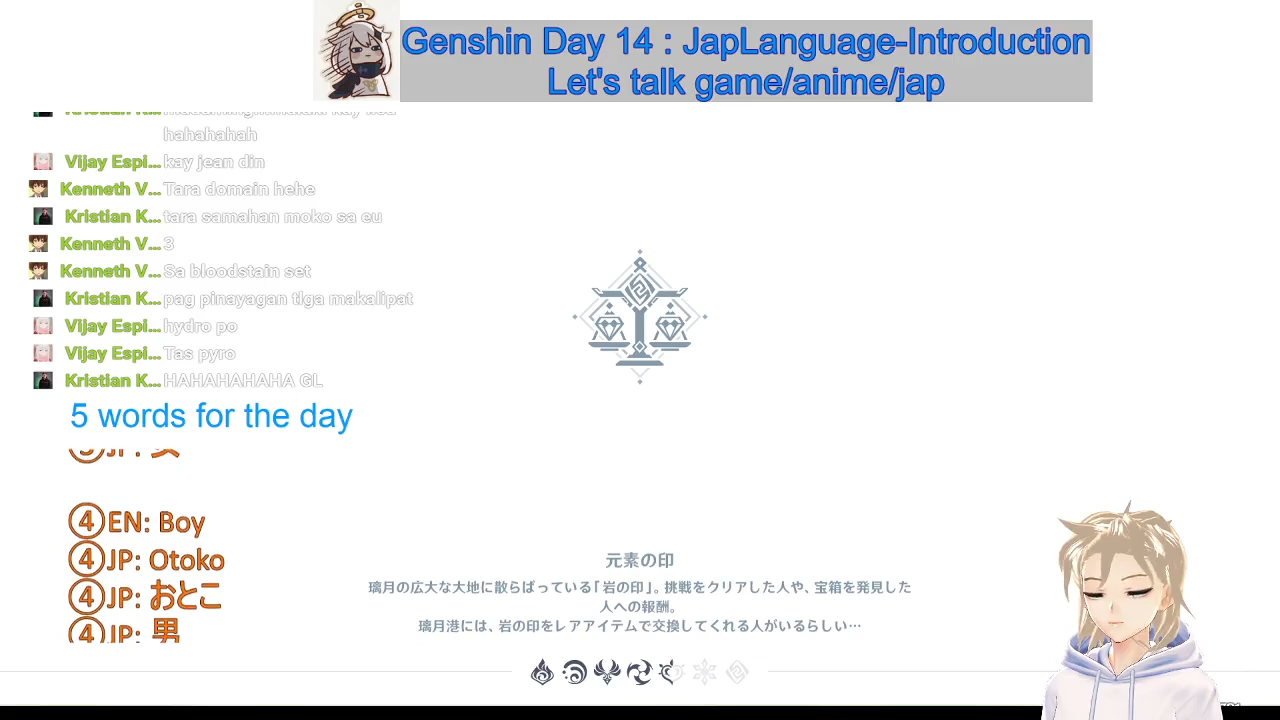 Genshin Day 14 : JapLanguage-Introduction
Let's talk game/anime/jap
hahahahah
Vijay Espi... kay jean din
Kenneth V... Tara domain hehe
Kristian K... tara samahan moko sa eu
Kenneth V... 3
Kenneth V... Sa bloodstain set
Kristian K... pag pinayagan tlga makalipat
Vijay Espi... hydro po
Vijay Espi... Tas pyro
Kristian K... HAHAHAHAHA GL
5 words for the day
④EN: Boy
④JP: Otoko
④JP: おとこ
④JP: 男
元素の印
璃月の広大な大地に散らばっている「岩の印」。挑戦をクリアした人や、宝箱を発見した
人への報酬。
璃月港には、岩の印をレアアイテムで交換してくれる人がいるらしい…